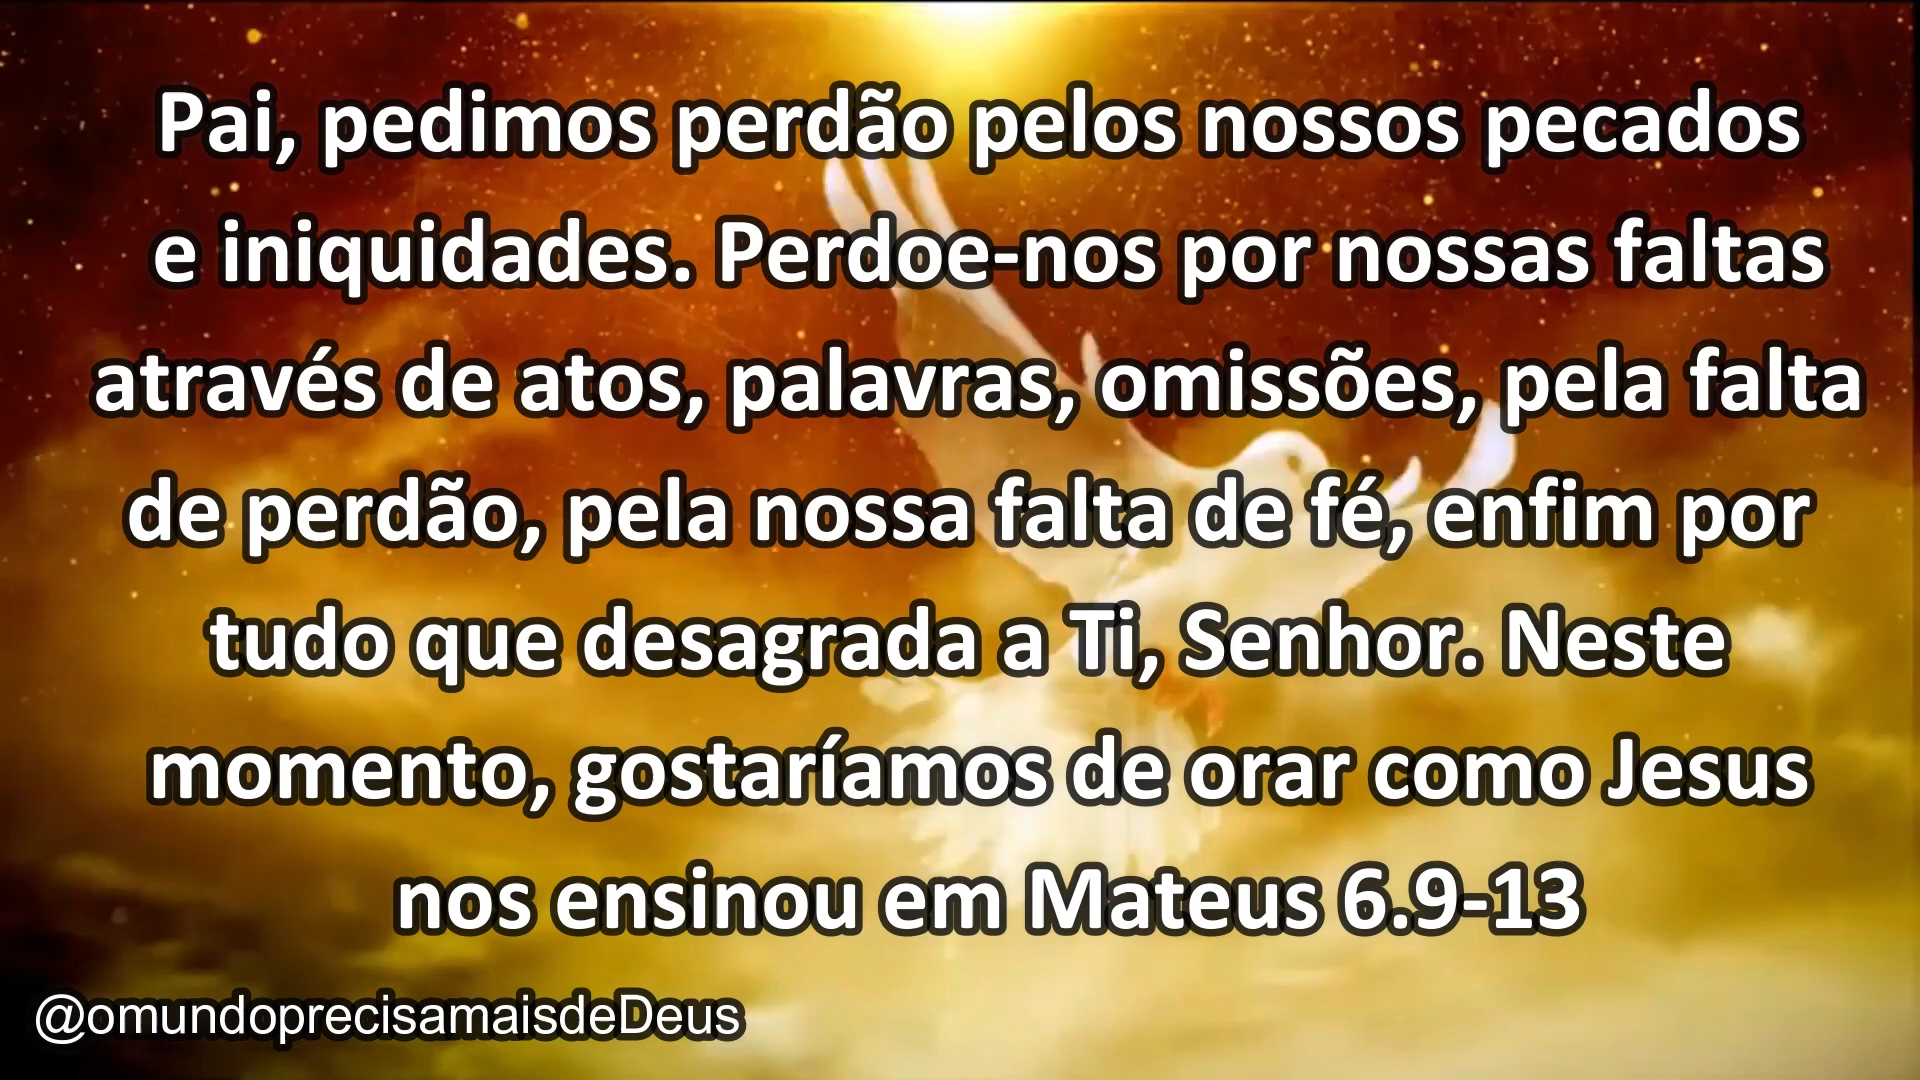 Pai, pedimos perdão pelos nossos pecados
e iniquidades. Perdoe-nos por nossas faltas
através de atos, palavras, omissões, pela falta
de perdão, pela nossa falta de fé, enfim por
tudo que desagrada a Ti, Senhor. Neste
momento, gostaríamos de orar como Jesus
nos ensinou em Mateus 6.9-13
@omundoprecisamaisdeDeus